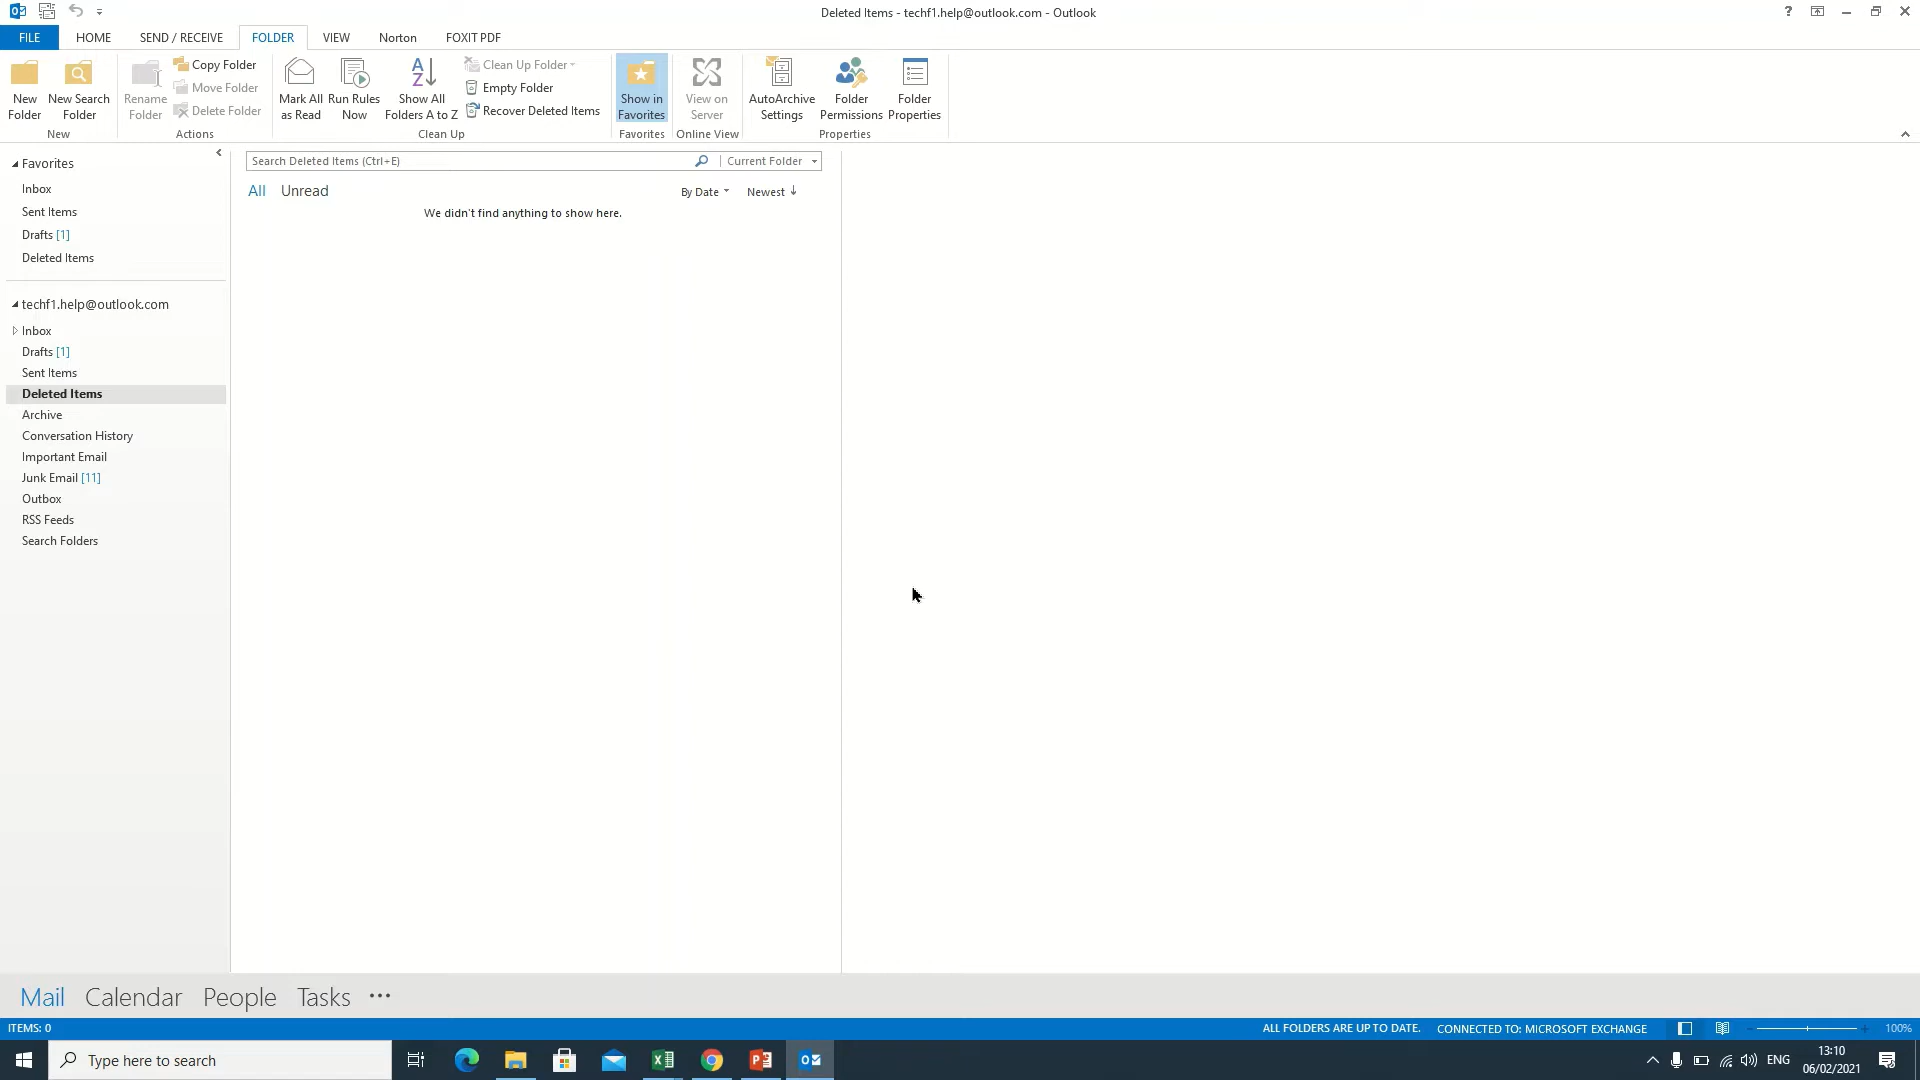 Deleted Items - techf1.help@outlook.com - Outlook
FILE HOME SEND / RECEIVE FOLDER VIEW Norton FOXIT PDF
New Folder
New Search Folder
New
Rename Folder
Copy Folder
Move Folder
Delete Folder
Actions
Mark All as Read
Run Rules Now
Show All Folders A to Z
Clean Up Folder
Empty Folder
Recover Deleted Items
Clean Up
Show in Favorites
Favorites
View on Server
Online View
AutoArchive Settings
Folder Permissions
Folder Properties
Properties
Favorites
Inbox
Sent Items
Drafts [1]
Deleted Items
techf1.help@outlook.com
Inbox
Drafts [1]
Sent Items
Deleted Items
Archive
Conversation History
Important Email
Junk Email [11]
Outbox
RSS Feeds
Search Folders
Search Deleted Items (Ctrl+E)
Current Folder
All Unread
By Date Newest
We didn't find anything to show here.
Mail Calendar People Tasks ...
ITEMS: 0
ALL FOLDERS ARE UP TO DATE. CONNECTED TO: MICROSOFT EXCHANGE
100%
Type here to search
ENG
13:10
06/02/2021